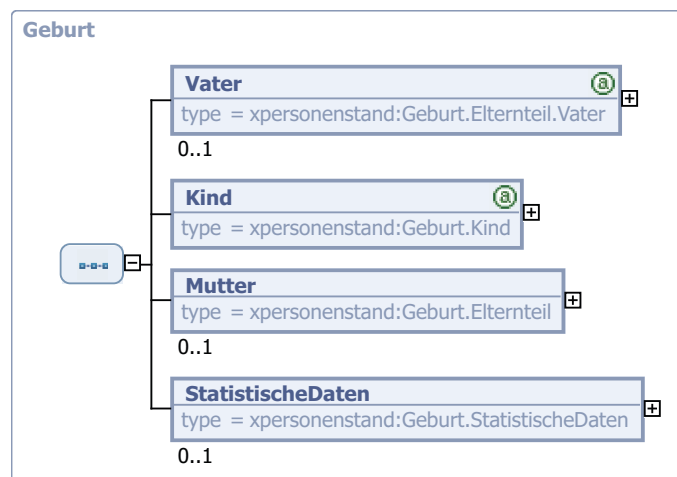 Geburt
Vater
type = xpersonenstand:Geburt.Elternteil.Vater
0..1
Kind
type = xpersonenstand:Geburt.Kind
Mutter
type = xpersonenstand:Geburt.Elternteil
0..1
StatistischeDaten
type = xpersonenstand:Geburt.StatistischeDaten
0..1